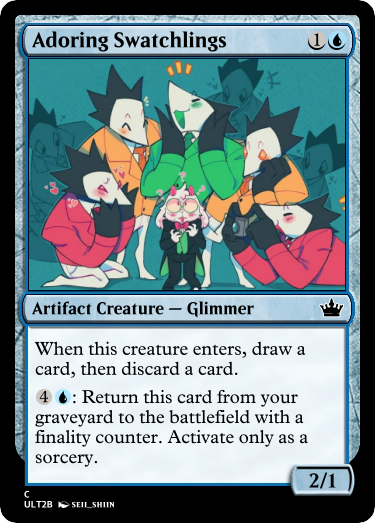 Adoring Swatchlings 1
Artifact Creature — Glimmer
When this creature enters, draw a
card, then discard a card.
4 : Return this card from your
graveyard to the battlefield with a
finality counter. Activate only as a
sorcery.
2/1
C
ULT2B SEII_SHIIN